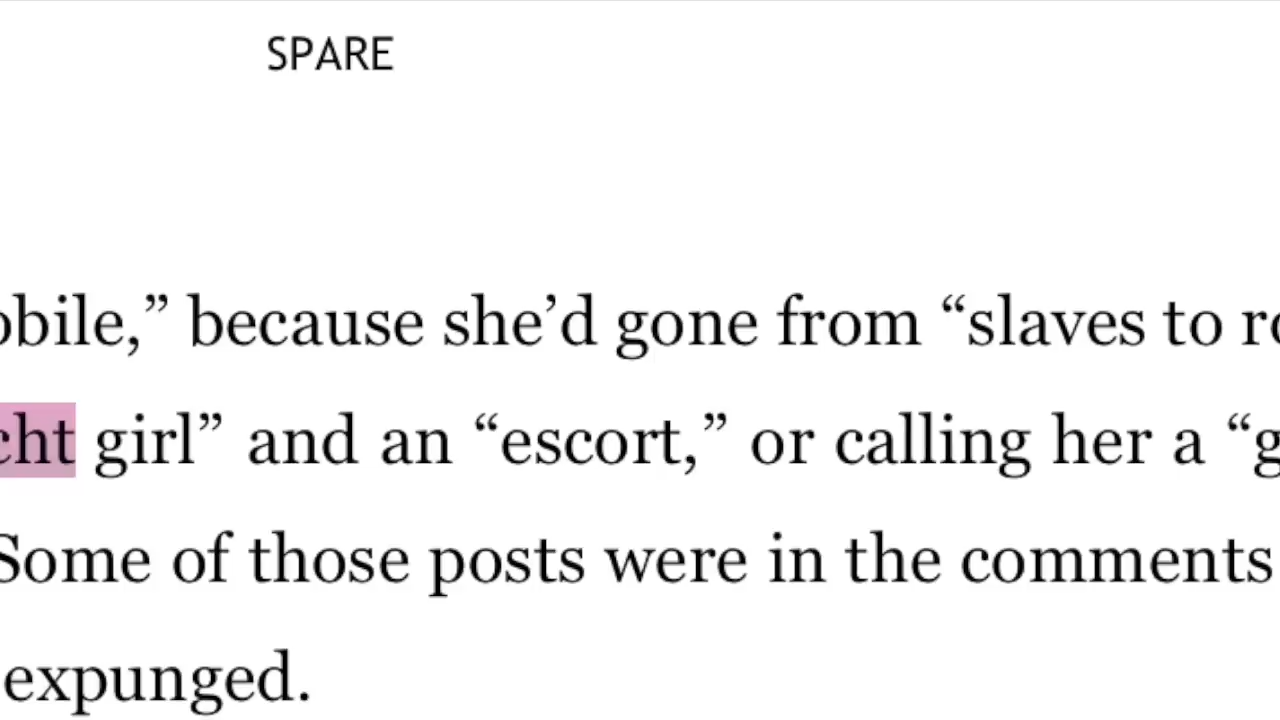 SPARE
obile,” because she’d gone from “slaves to ro
cht girl” and an “escort,” or calling her a “g
Some of those posts were in the comments
expunged.